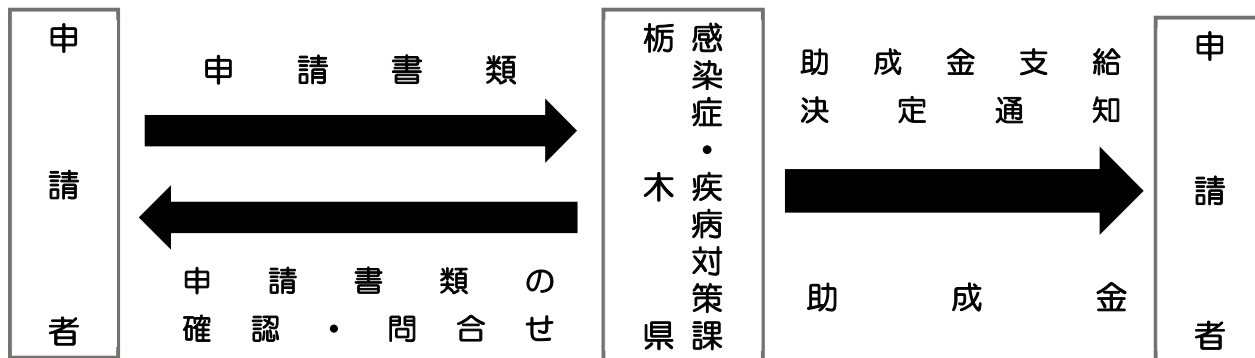 申請者
申請書類
申請書類の
確認・問合せ
感染症・疾病対策課
栃木県
助成金支給
決定通知
助成金
申請者